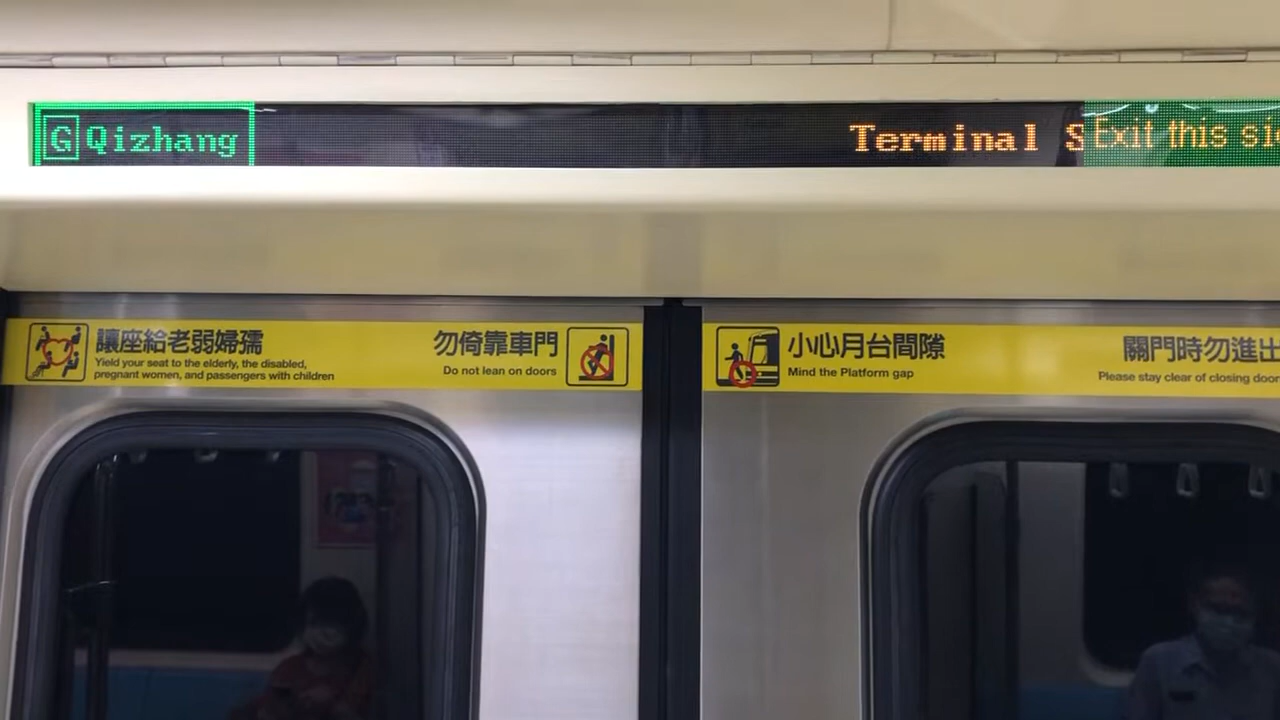 G Qizhang
Terminal S
Exit this si
讓座給老弱婦孺
Yield your seat to the elderly, the disabled,
pregnant women, and passengers with children
勿倚靠車門
Do not lean on doors
小心月台間隙
Mind the Platform gap
關門時勿進出
Please stay clear of closing door